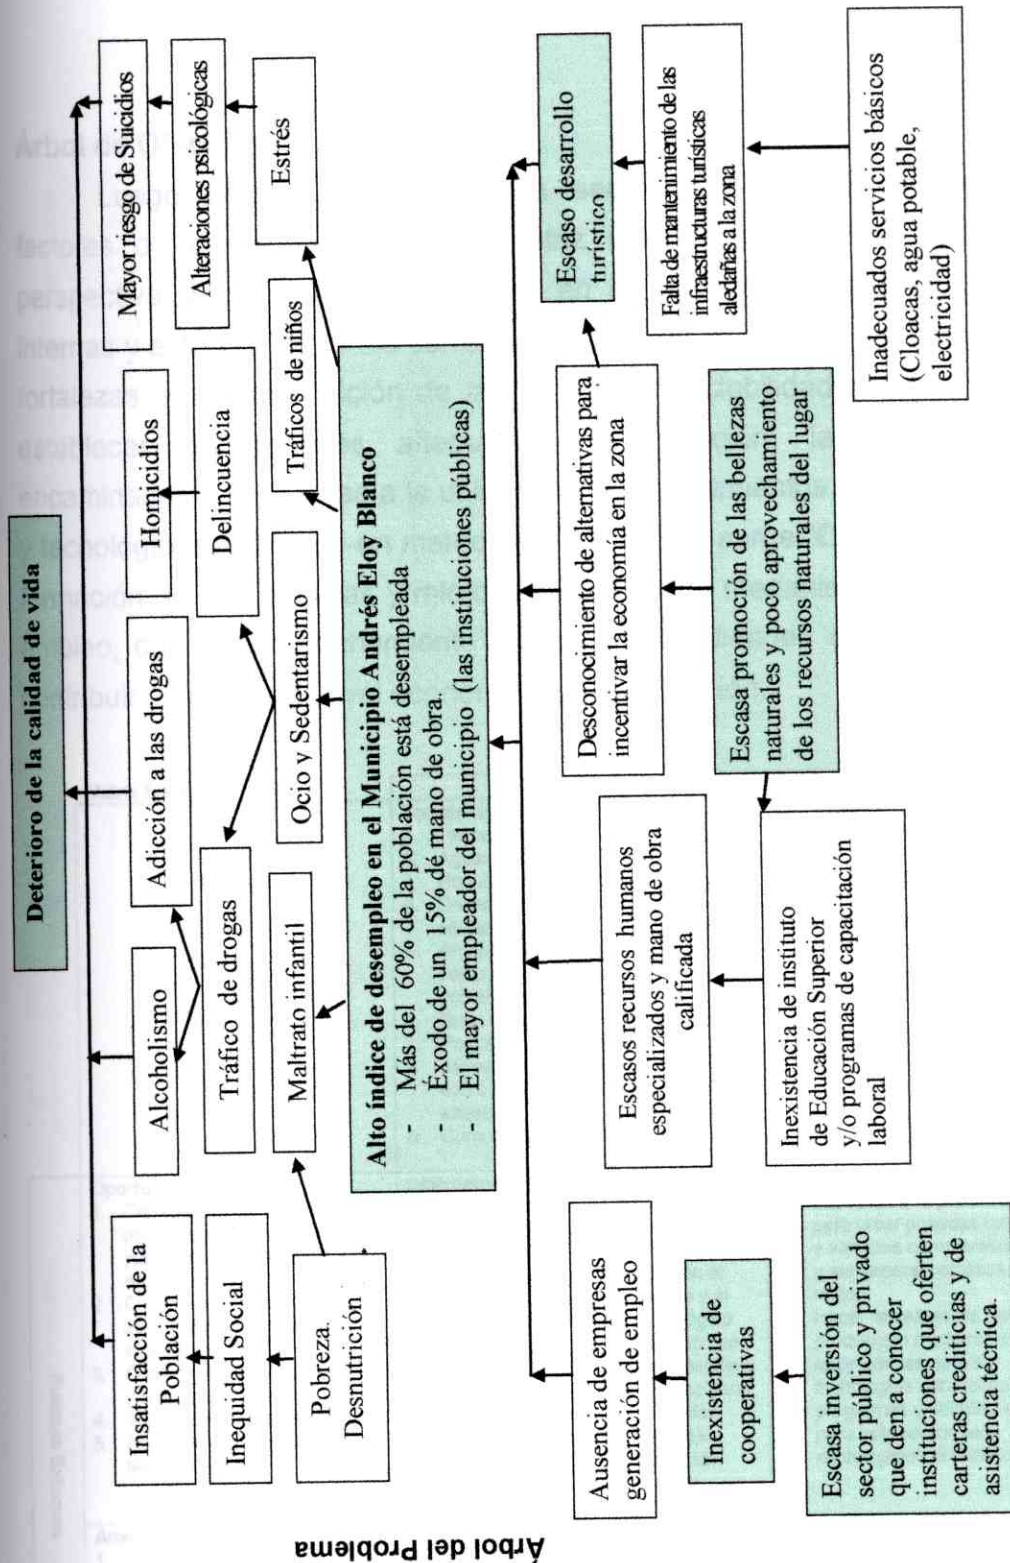 Árbol del Problema
Deterioro de la calidad de vida
Insatisfacción de la
Población
Alcoholismo
Adicción a las drogas
Homicidios
Mayor riesgo de Suicidios
Inequidad Social
Tráfico de drogas
Delincuencia
Alteraciones psicológicas
Pobreza.
Desnutrición
Maltrato infantil
Ocio y Sedentarismo
Tráficos de niños
Estrés
Alto índice de desempleo en el Municipio Andrés Eloy Blanco
- Más del 60% de la población está desempleada
- Éxodo de un 15% dé mano de obra.
- El mayor empleador del municipio (las instituciones públicas)
Ausencia de empresas
generación de empleo
Escasos recursos humanos
especializados y mano de obra
calificada
Desconocimiento de alternativas para
incentivar la economía en la zona
Escaso desarrollo
turístico
Inexistencia de
cooperativas
Inexistencia de instituto
de Educación Superior
y/o programas de capacitación
laboral
Escasa promoción de las bellezas
naturales y poco aprovechamiento
de los recursos naturales del lugar
Falta de mantenimiento de las
infraestructuras turísticas
aledañas a la zona
Escasa inversión del
sector público y privado
que den a conocer
instituciones que oferten
carteras crediticias y de
asistencia técnica.
Inadecuados servicios básicos
(Cloacas, agua potable,
electricidad)